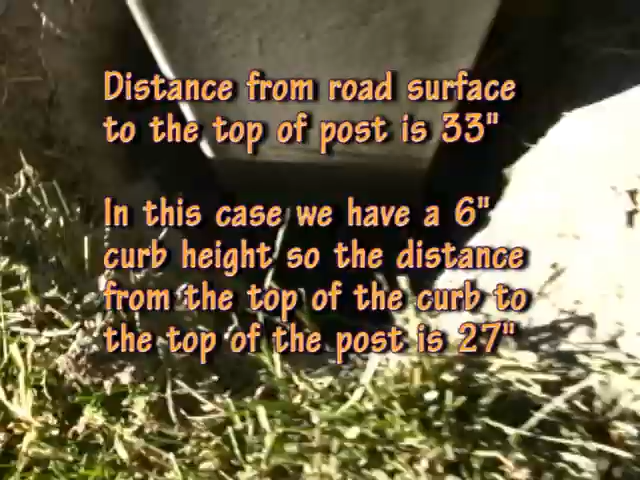 Distance from road surface
to the top of post is 33"
In this case we have a 6"
curb height so the distance
from the top of the curb to
the top of the post is 27"